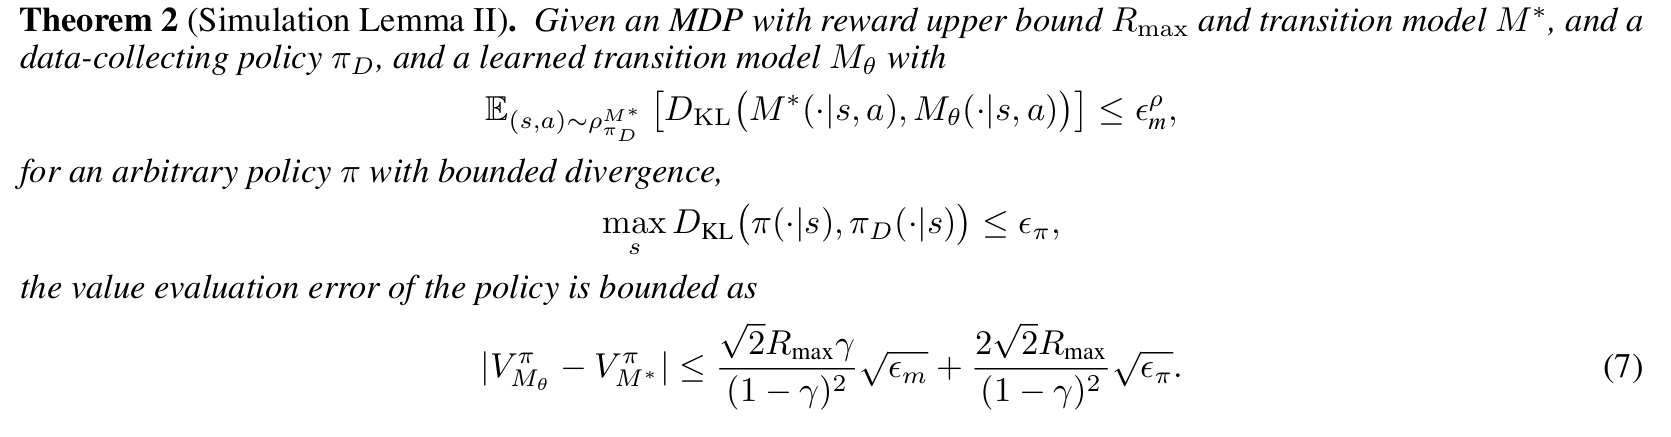 Theorem 2 (Simulation Lemma II). Given an MDP with reward upper bound $R_{\max}$ and transition model $M^*$, and a
data-collecting policy $\pi_D$, and a learned transition model $M_\theta$ with
$$\mathbb{E}_{(s,a)\sim\rho_{\pi_D}^{M^*}} \left[ D_{\mathrm{KL}}\big(M^*(\cdot|s,a), M_\theta(\cdot|s,a)\big) \right] \leq \epsilon_m^\rho,$$
for an arbitrary policy $\pi$ with bounded divergence,
$$\max_s D_{\mathrm{KL}}\big(\pi(\cdot|s), \pi_D(\cdot|s)\big) \leq \epsilon_\pi,$$
the value evaluation error of the policy is bounded as
$$|V_{M_\theta}^\pi - V_{M^*}^\pi| \leq \frac{\sqrt{2}R_{\max}\gamma}{(1-\gamma)^2}\sqrt{\epsilon_m} + \frac{2\sqrt{2}R_{\max}}{(1-\gamma)^2}\sqrt{\epsilon_\pi}. \quad (7)$$